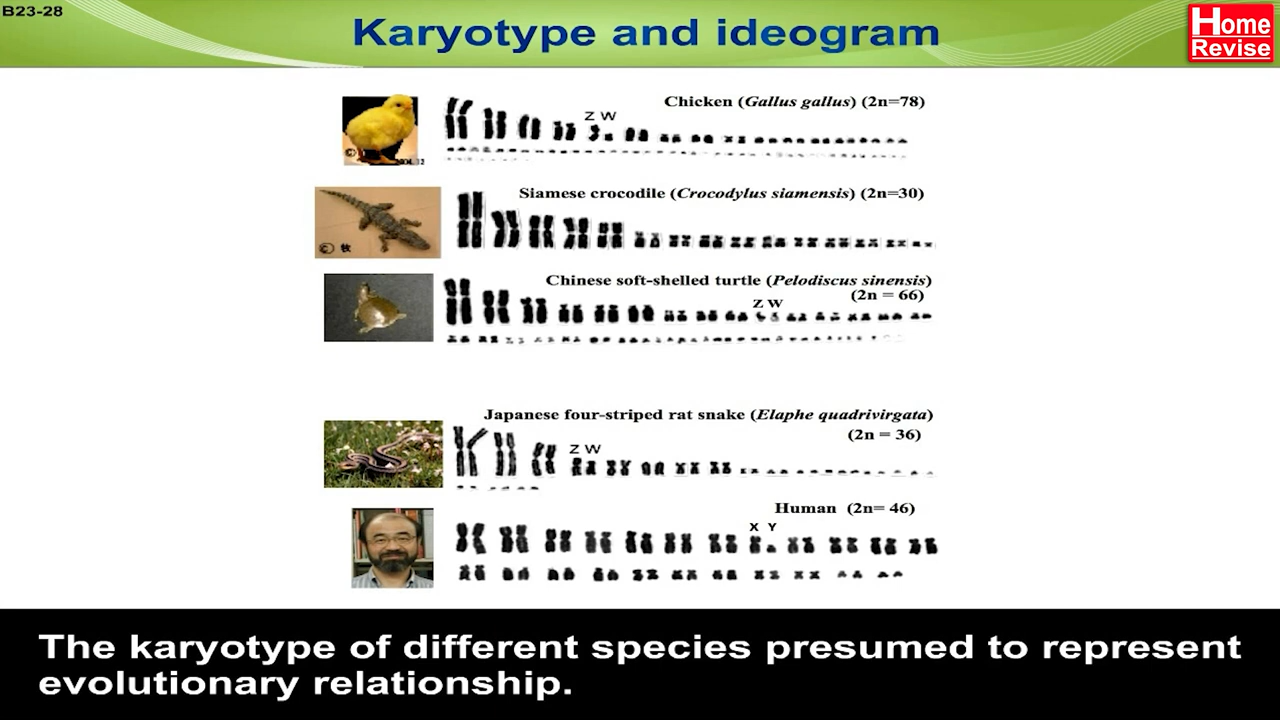 B23-28
Karyotype and ideogram
Home
Revise
Chicken (Gallus gallus) (2n=78)
Z W
Siamese crocodile (Crocodylus siamensis) (2n=30)
Chinese soft-shelled turtle (Pelodiscus sinensis)
(2n = 66)
Z W
Japanese four-striped rat snake (Elaphe quadrivirgata)
(2n = 36)
Z W
Human (2n= 46)
X Y
The karyotype of different species presumed to represent
evolutionary relationship.